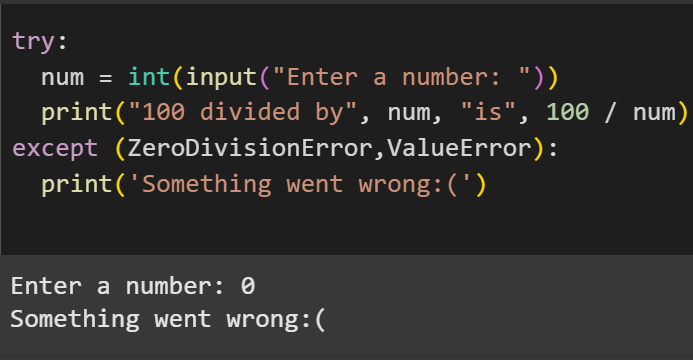 try:
  num = int(input("Enter a number: "))
  print("100 divided by", num, "is", 100 / num)
except (ZeroDivisionError,ValueError):
  print('Something went wrong:(')
Enter a number: 0
Something went wrong:(